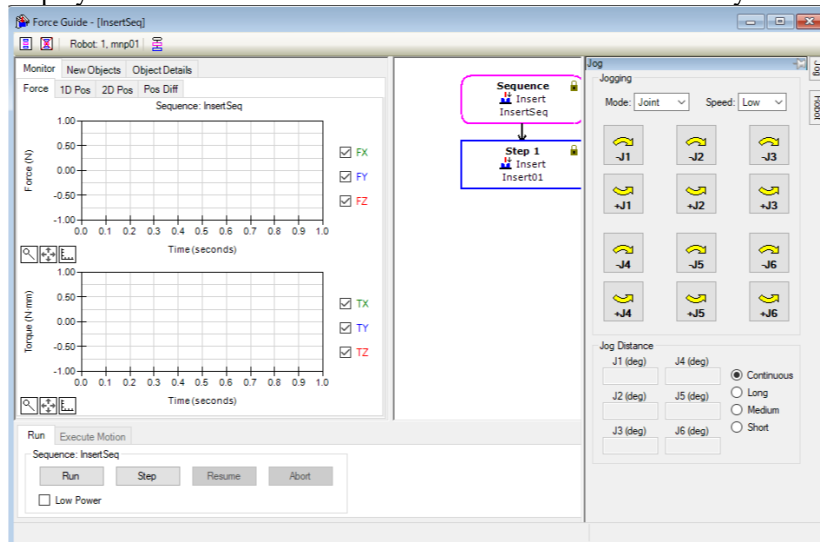 Force Guide - [InsertSeq]
Robot: 1, mnp01
Monitor New Objects Object Details
Force 1D Pos 2D Pos Pos Diff
Sequence: InsertSeq
1.00
0.50
0.00
-0.50
-1.00
Force (N)
0.0 0.1 0.2 0.3 0.4 0.5 0.6 0.7 0.8 0.9 1.0
Time (seconds)
FX
FY
FZ
1.00
0.50
0.00
-0.50
-1.00
Torque (N·mm)
0.0 0.1 0.2 0.3 0.4 0.5 0.6 0.7 0.8 0.9 1.0
Time (seconds)
TX
TY
TZ
Sequence
Insert
InsertSeq
Step 1
Insert
Insert01
Run Execute Motion
Sequence: InsertSeq
Run Step Resume Abort
Low Power
Jog
Jogging
Mode: Joint Speed: Low
-J1 -J2 -J3
+J1 +J2 +J3
-J4 -J5 -J6
+J4 +J5 +J6
Jog Distance
J1 (deg) J4 (deg)
J2 (deg) J5 (deg)
J3 (deg) J6 (deg)
Continuous
Long
Medium
Short
Jog
Robot